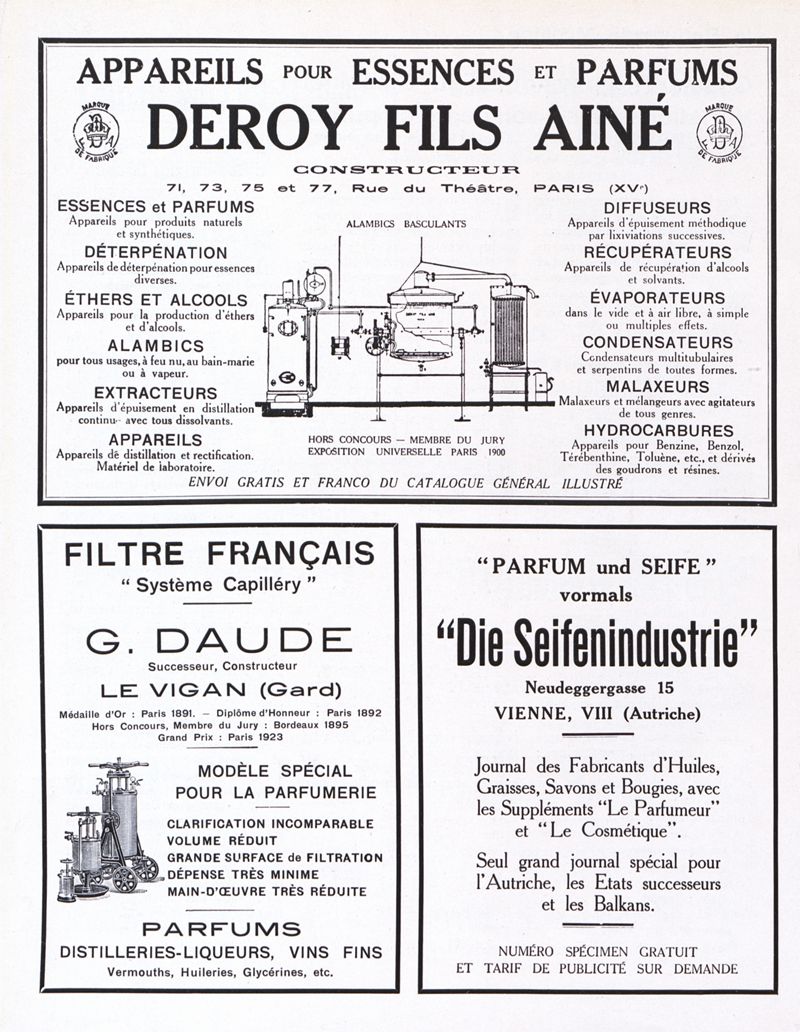 APPAREILS POUR ESSENCES ET PARFUMS
MARQUE
DE FABRIQUE
DEROY FILS AINÉ
MARQUE
DE FABRIQUE
CONSTRUCTEUR
71, 73, 75 et 77, Rue du Théâtre, PARIS (XVe)
ESSENCES et PARFUMS
Appareils pour produits naturels
et synthétiques.
DÉTERPÉNATION
Appareils de déterpénation pour essences
diverses.
ÉTHERS ET ALCOOLS
Appareils pour la production d'éthers
et d'alcools.
ALAMBICS
pour tous usages, à feu nu, au bain-marie
ou à vapeur.
EXTRACTEURS
Appareils d'épuisement en distillation
continu-- avec tous dissolvants.
APPAREILS
Appareils de distillation et rectification.
Matériel de laboratoire.
ALAMBICS BASCULANTS
DEROY FILS AINÉ
HORS CONCOURS — MEMBRE DU JURY
EXPOSITION UNIVERSELLE PARIS 1900
DIFFUSEURS
Appareils d'épuisement méthodique
par lixiviations successives.
RÉCUPÉRATEURS
Appareils de récupération d'alcools
et solvants.
ÉVAPORATEURS
dans le vide et à air libre, à simple
ou multiples effets.
CONDENSATEURS
Condensateurs multitubulaires
et serpentins de toutes formes.
MALAXEURS
Malaxeurs et mélangeurs avec agitateurs
de tous genres.
HYDROCARBURES
Appareils pour Benzine, Benzol,
Térébenthine, Toluène, etc., et dérivés
des goudrons et résines.
ENVOI GRATIS ET FRANCO DU CATALOGUE GÉNÉRAL ILLUSTRÉ
FILTRE FRANÇAIS
“ Système Capilléry ”
G. DAUDE
Successeur, Constructeur
LE VIGAN (Gard)
Médaille d'Or : Paris 1891. — Diplôme d'Honneur : Paris 1892
Hors Concours, Membre du Jury : Bordeaux 1895
Grand Prix : Paris 1923
MODÈLE SPÉCIAL
POUR LA PARFUMERIE
CLARIFICATION INCOMPARABLE
VOLUME RÉDUIT
GRANDE SURFACE de FILTRATION
DÉPENSE TRÈS MINIME
MAIN-D'ŒUVRE TRÈS RÉDUITE
PARFUMS
DISTILLERIES-LIQUEURS, VINS FINS
Vermouths, Huileries, Glycérines, etc.
“ PARFUM und SEIFE ”
vormals
“Die Seifenindustrie”
Neudeggergasse 15
VIENNE, VIII (Autriche)
Journal des Fabricants d'Huiles,
Graisses, Savons et Bougies, avec
les Suppléments “Le Parfumeur”
et “Le Cosmétique”.
Seul grand journal spécial pour
l'Autriche, les Etats successeurs
et les Balkans.
NUMÉRO SPÉCIMEN GRATUIT
ET TARIF DE PUBLICITÉ SUR DEMANDE